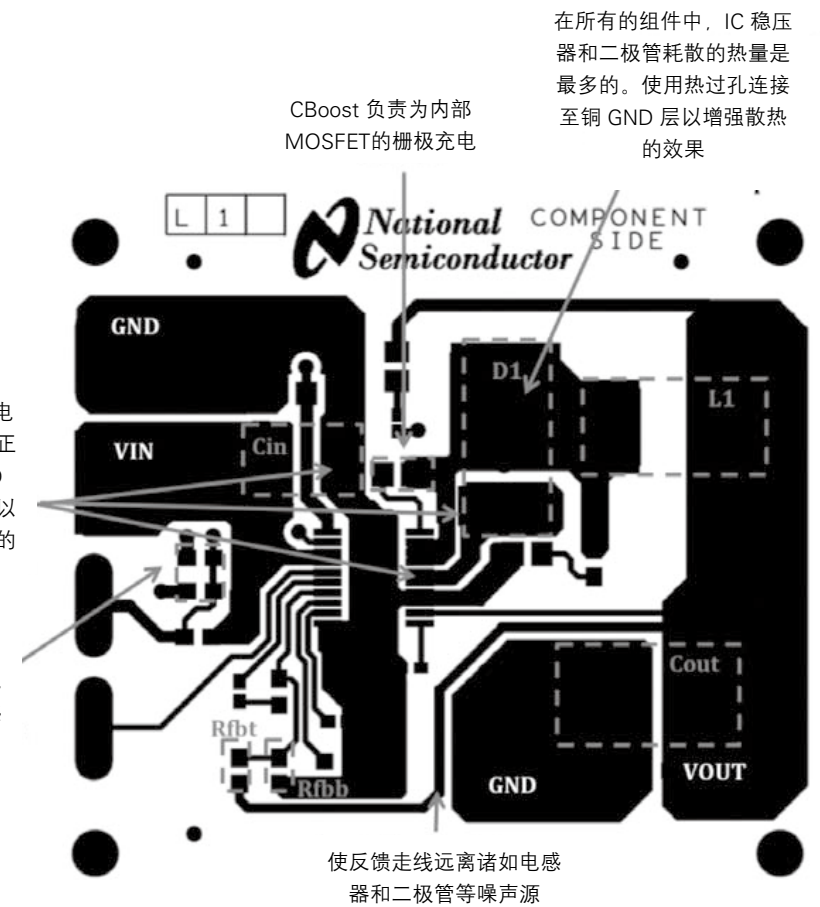 在所有的组件中，IC 稳压
器和二极管耗散的热量是
最多的。使用热过孔连接
至铜 GND 层以增强散热
的效果
CBoost 负责为内部
MOSFET的栅极充电
L 1
National
Semiconductor
COMPONENT
SIDE
GND
D1
L1
电
正
VIN
Cin
以
的
Cout
Rfbt
Rfbb
GND
VOUT
使反馈走线远离诸如电感
器和二极管等噪声源